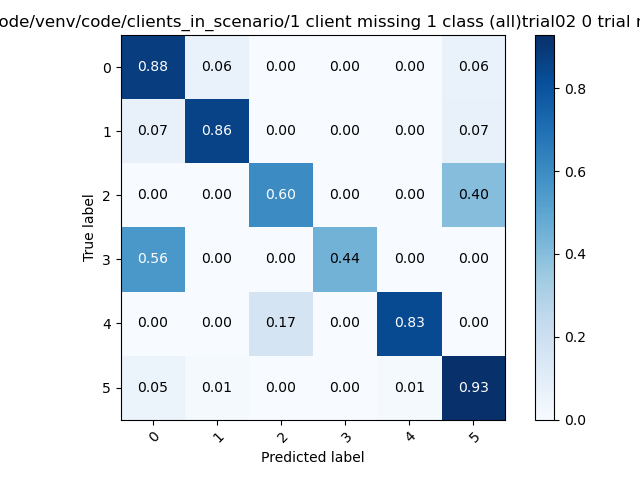 ode/venv/code/clients_in_scenario/1 client missing 1 class (all)trial02 0 trial
0 0.88 0.06 0.00 0.00 0.00 0.06
1 0.07 0.86 0.00 0.00 0.00 0.07
2 0.00 0.00 0.60 0.00 0.00 0.40
3 0.56 0.00 0.00 0.44 0.00 0.00
4 0.00 0.00 0.17 0.00 0.83 0.00
5 0.05 0.01 0.00 0.00 0.01 0.93
0 1 2 3 4 5
True label
Predicted label
0.8
0.6
0.4
0.2
0.0